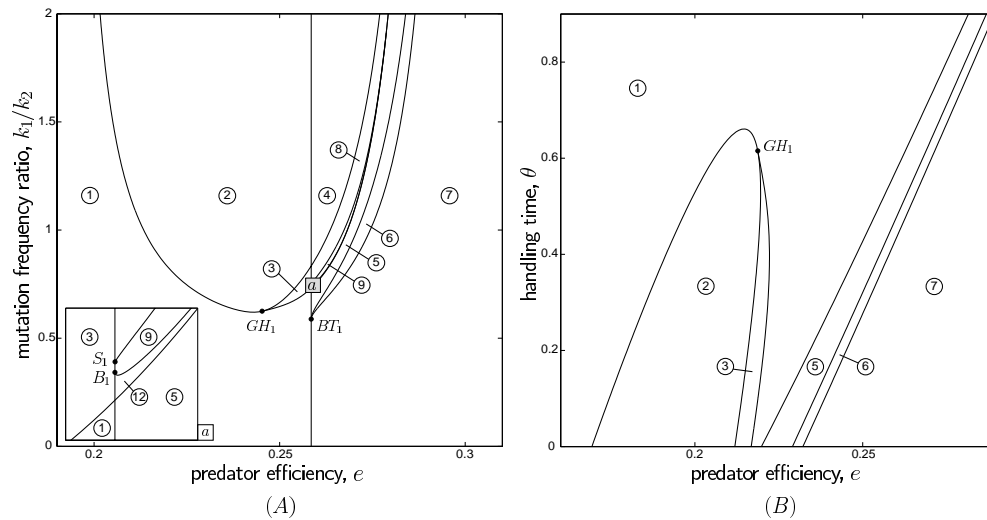 2
1.5
1
0.5
0
mutation frequency ratio, k₁/k₂
0.2
0.25
0.3
predator efficiency, e
(A)
1
2
8
4
7
6
5
3
9
a
GH₁
BT₁
3
9
S₁
B₁
12
5
1
a
0.8
0.6
0.4
0.2
0
handling time, θ
0.2
0.25
predator efficiency, e
(B)
1
GH₁
2
7
3
5
6